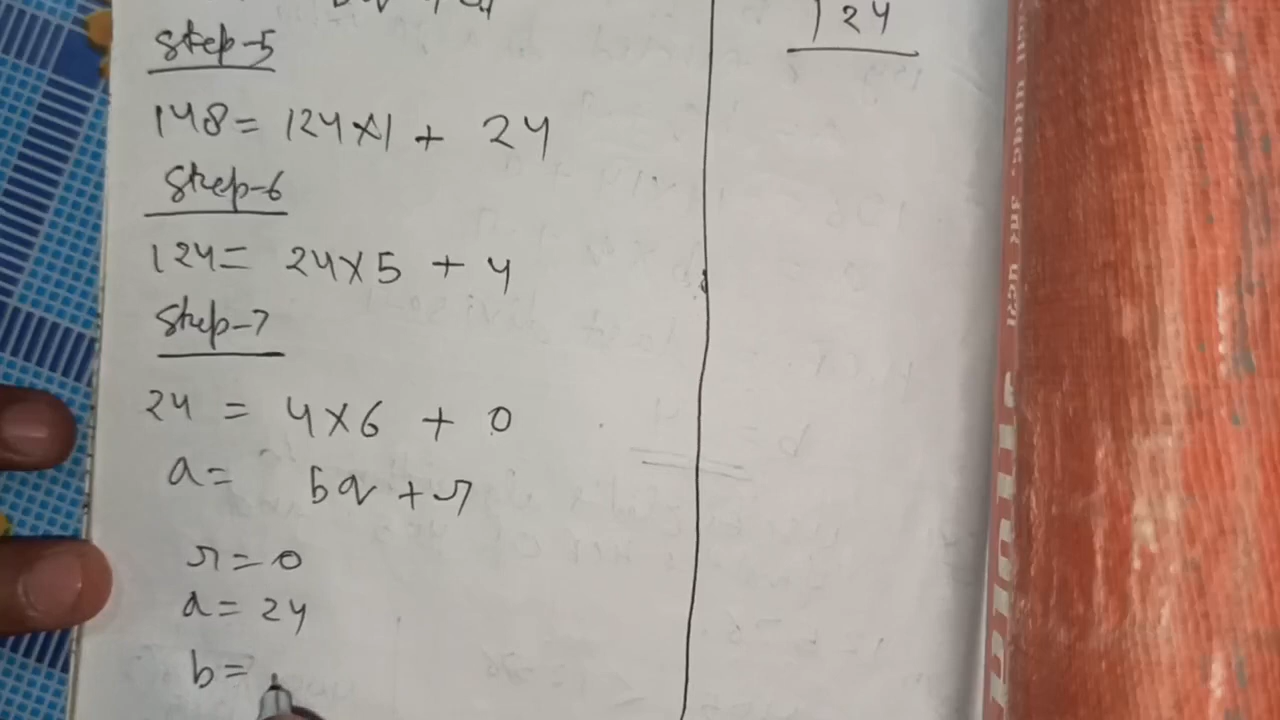 Step-5
124
148 = 124×1 + 24
Step-6
124 = 24×5 + 4
Step-7
24 = 4×6 + 0
a = bq + r
r = 0
a = 24
b =